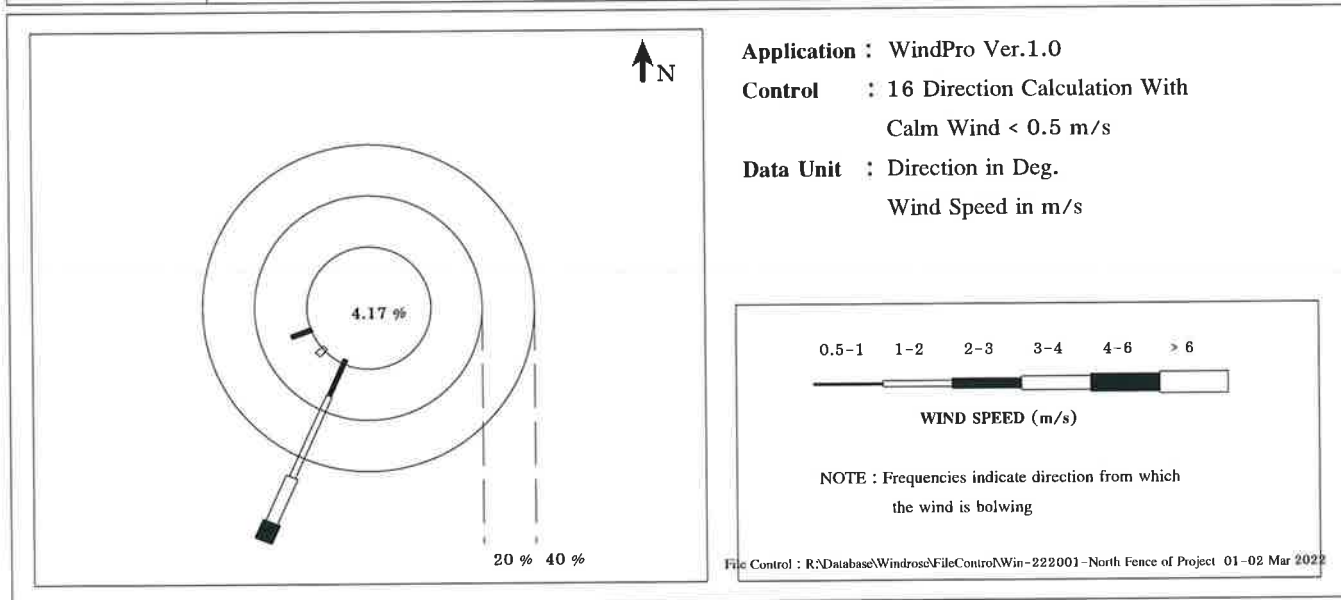 N
4.17 %
20 % 40 %
Application : WindPro Ver.1.0
Control : 16 Direction Calculation With
Calm Wind < 0.5 m/s
Data Unit : Direction in Deg.
Wind Speed in m/s
0.5-1 1-2 2-3 3-4 4-6 > 6
WIND SPEED (m/s)
NOTE : Frequencies indicate direction from which
the wind is bolwing
File Control : R:\Database\Windrose\FileControl\Win-222001-North Fence of Project 01-02 Mar 2022